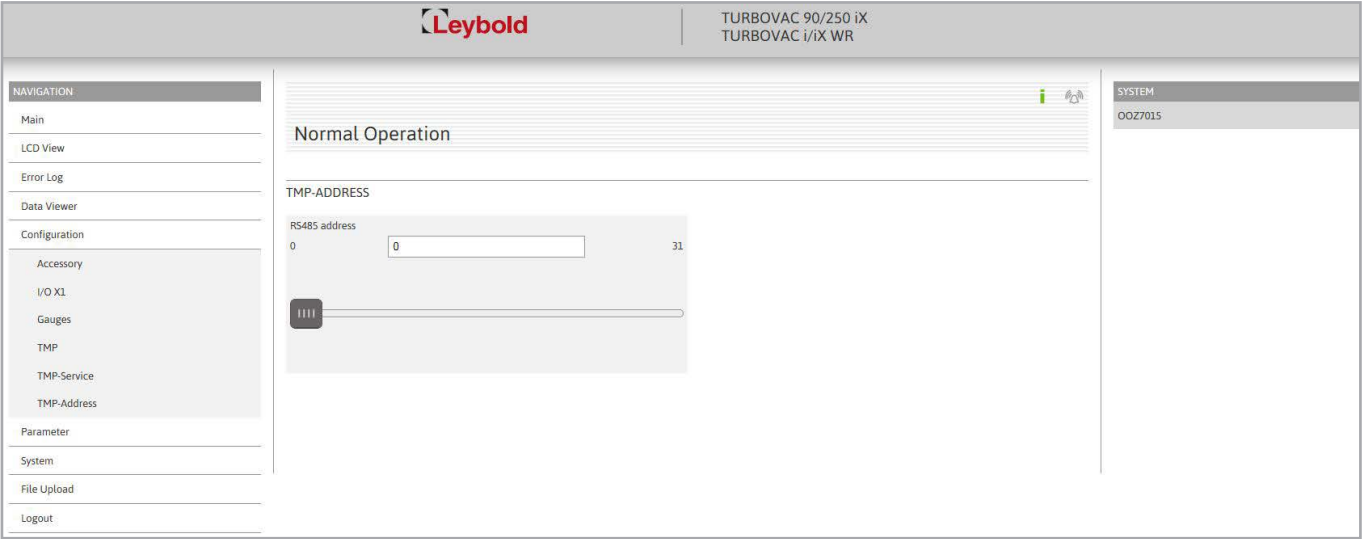 Leybold
TURBOVAC 90/250 iX
TURBOVAC i/iX WR
NAVIGATION
Main
LCD View
Error Log
Data Viewer
Configuration
Accessory
I/O X1
Gauges
TMP
TMP-Service
TMP-Address
Parameter
System
File Upload
Logout
i
Normal Operation
TMP-ADDRESS
RS485 address
0
0
31
SYSTEM
OOZ7015